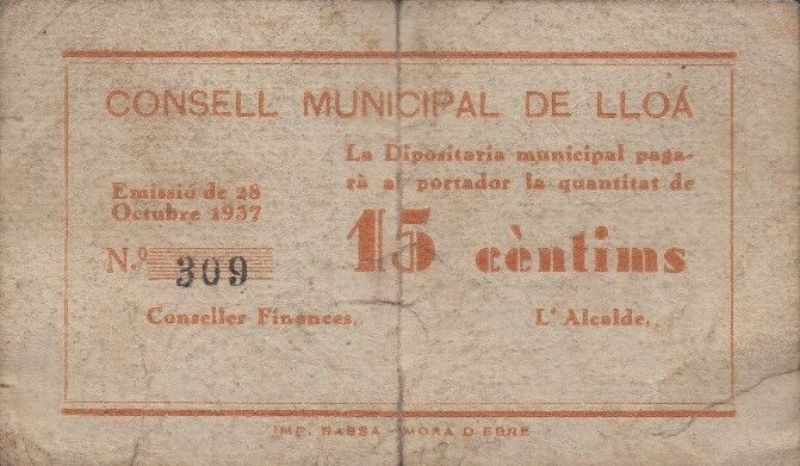 CONSELL MUNICIPAL DE LLOÁ
La Dipositaria municipal paga-
rà al portador la quantitat de
Emissió de 28
Octubre 1937
15 cèntims
N.º 309
Conseller Finances,
L'Alcalde,
IMP. BASSA - MORA D'EBRE